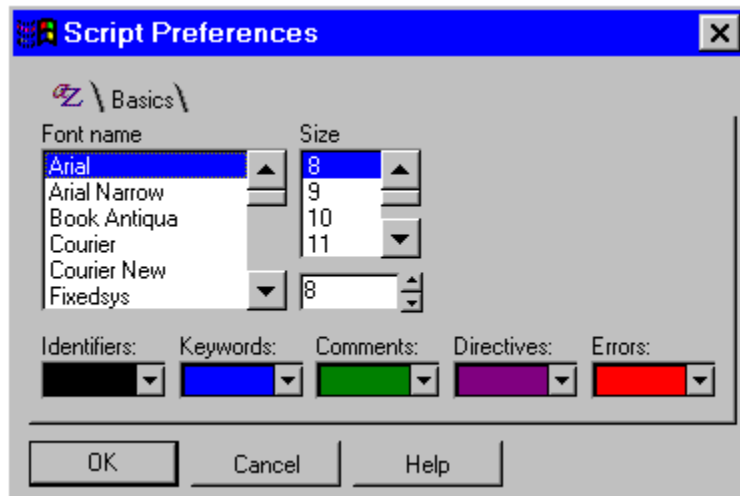 Script Preferences
aZ \ Basics\
Font name Size
Arial 8
Arial Narrow 9
Book Antiqua 10
Courier 11
Courier New
Fixedsys 8
Identifiers: Keywords: Comments: Directives: Errors:
OK Cancel Help